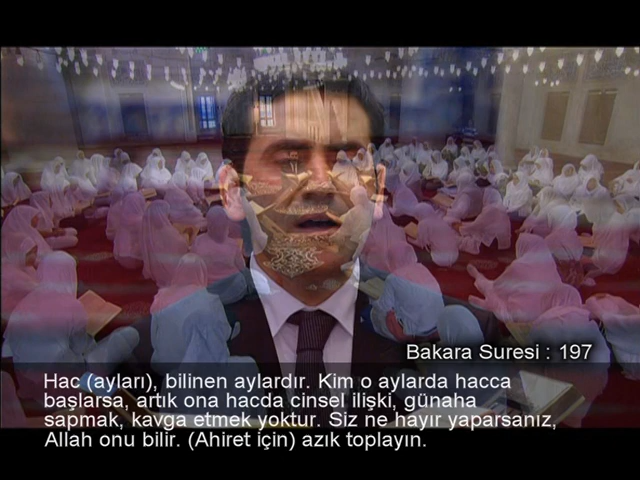 Bakara Suresi : 197
Hac (ayları), bilinen aylardır. Kim o aylarda hacca
başlarsa, artık ona hacda cinsel ilişki, günaha
sapmak, kavga etmek yoktur. Siz ne hayır yaparsanız,
Allah onu bilir. (Ahiret için) azık toplayın.